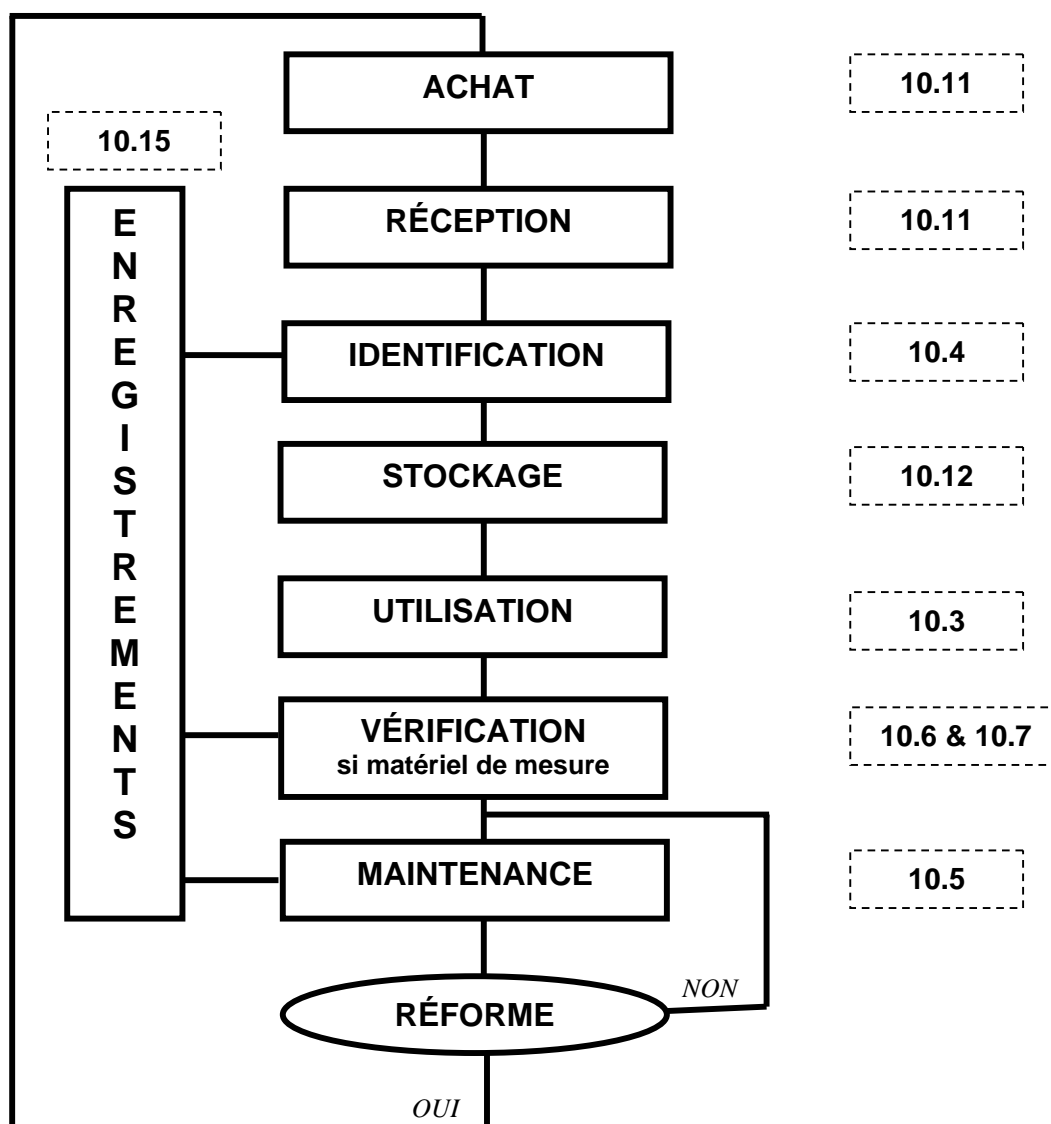 ACHAT
10.11
10.15
RÉCEPTION
10.11
E
N
R
E
G
I
S
T
R
E
M
E
N
T
S
IDENTIFICATION
10.4
STOCKAGE
10.12
UTILISATION
10.3
VÉRIFICATION
si matériel de mesure
10.6 & 10.7
MAINTENANCE
10.5
RÉFORME
NON
OUI